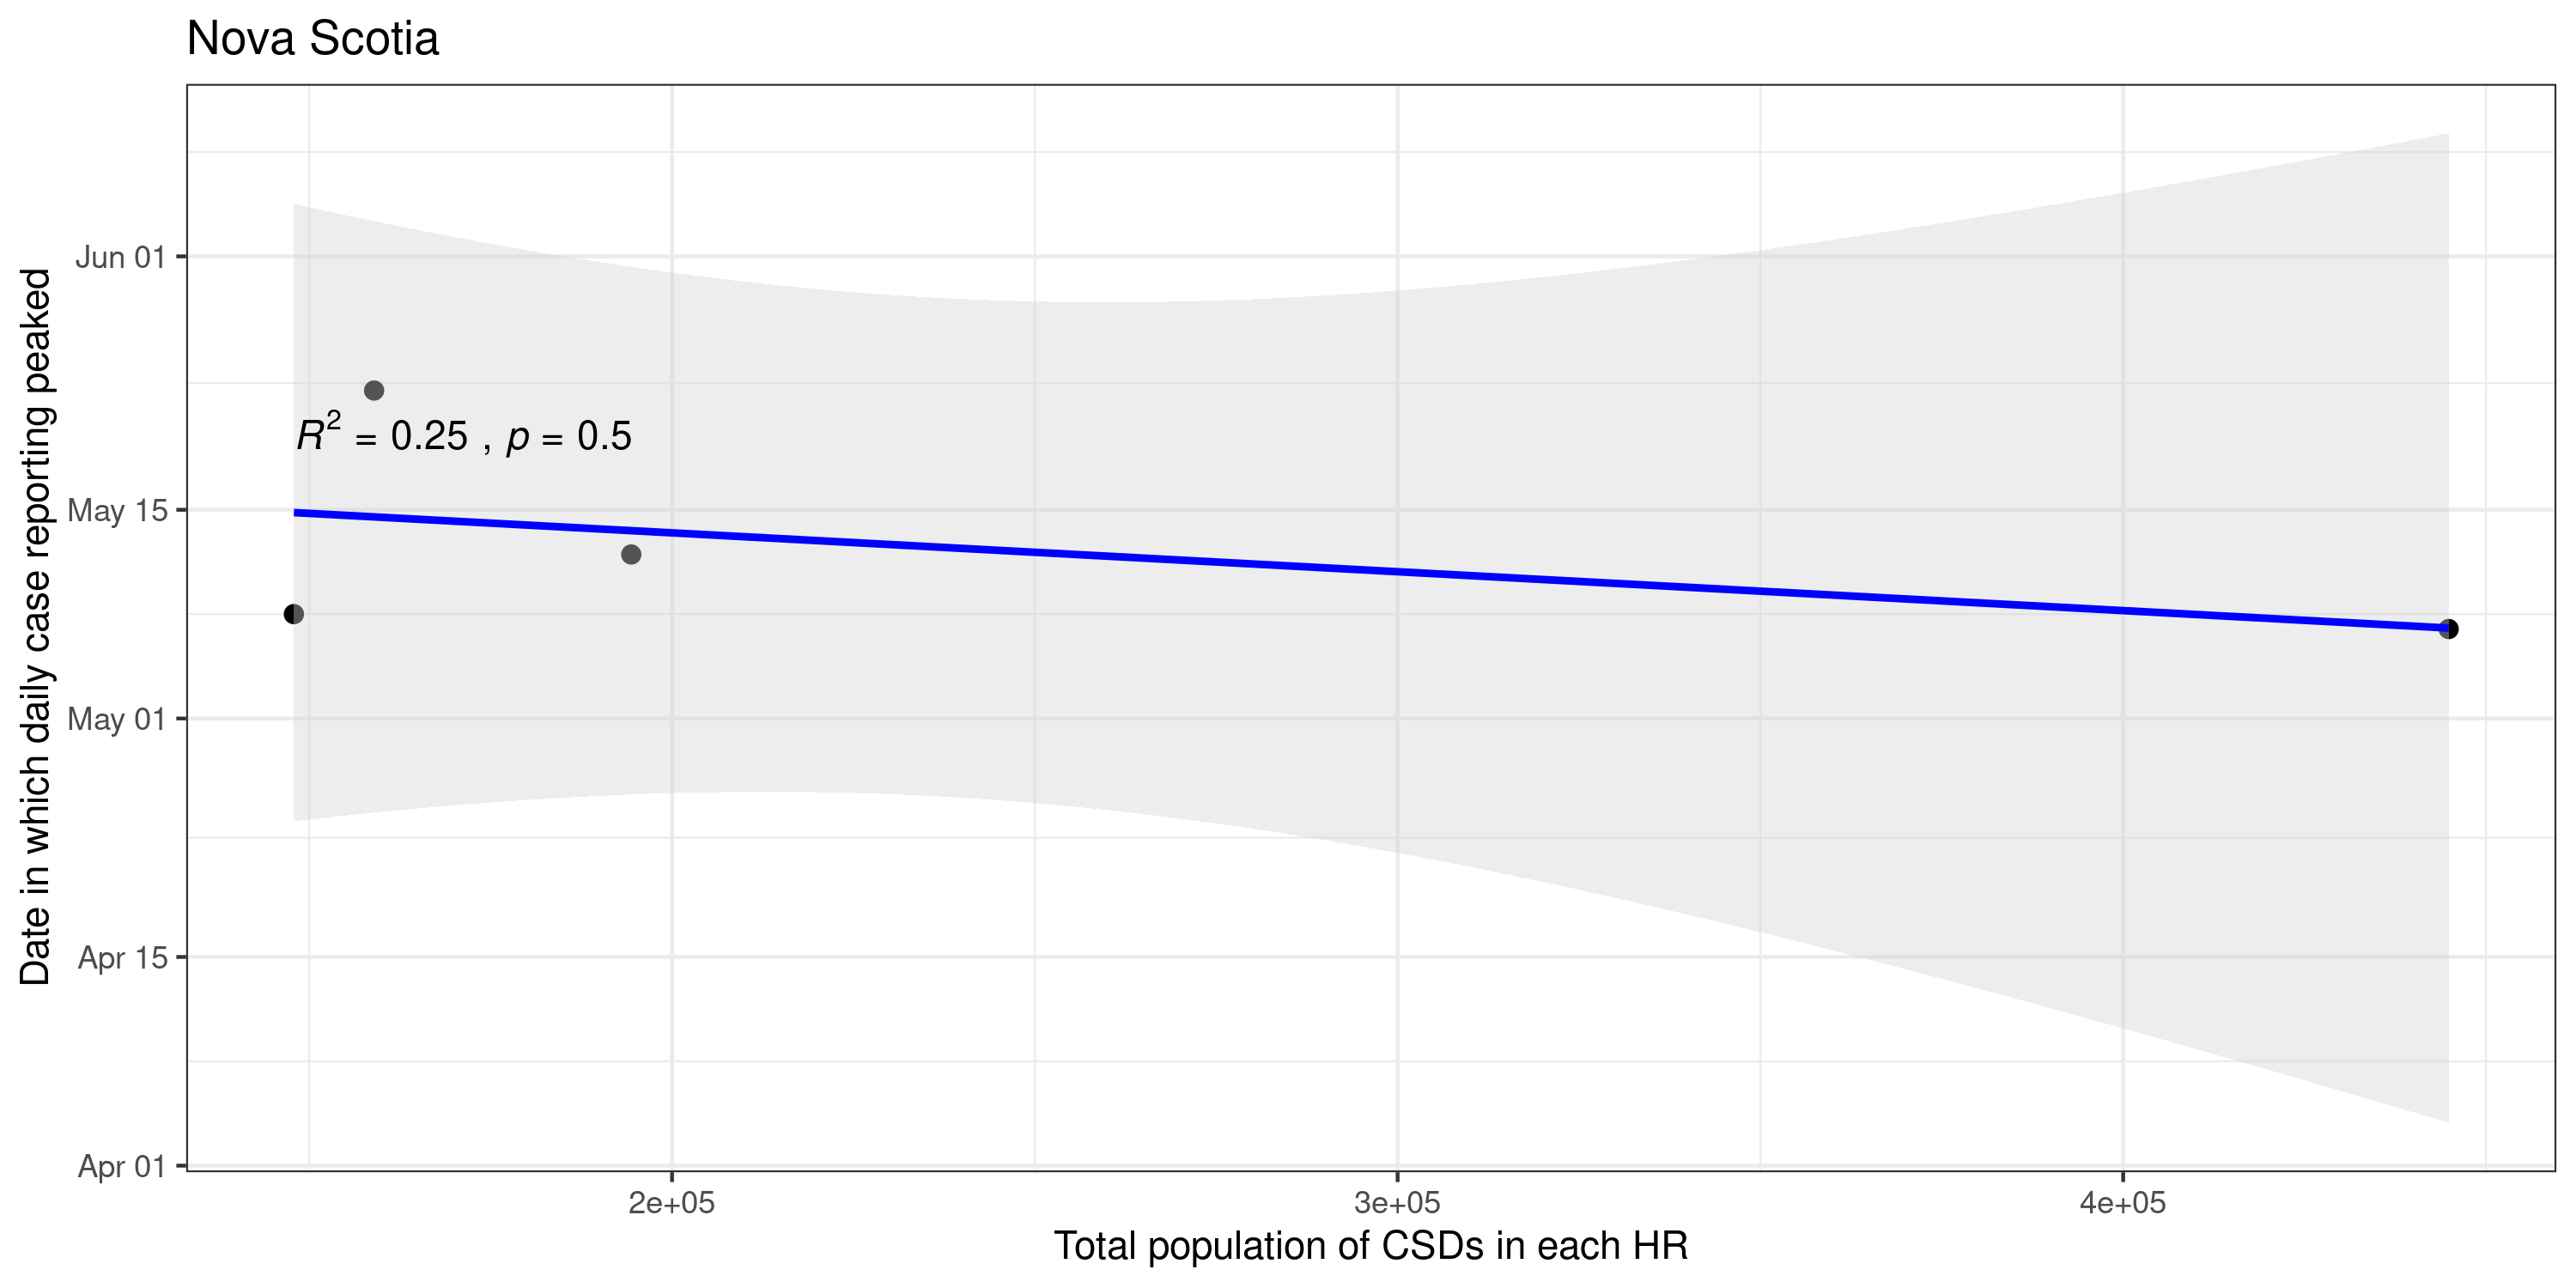 Nova Scotia
Date in which daily case reporting peaked
Jun 01
May 15
May 01
Apr 15
Apr 01
R² = 0.25 , p = 0.5
2e+05
3e+05
4e+05
Total population of CSDs in each HR